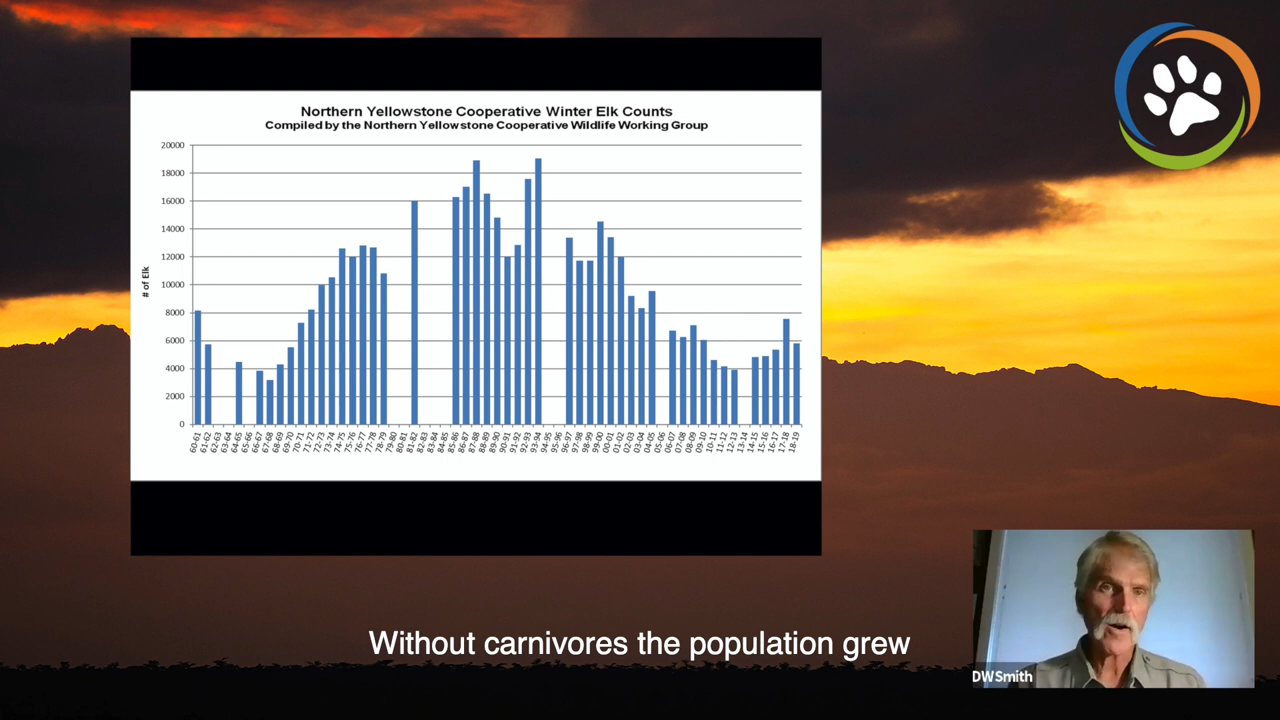 Northern Yellowstone Cooperative Winter Elk Counts
Compiled by the Northern Yellowstone Cooperative Wildlife Working Group
20000
18000
16000
14000
12000
10000
8000
6000
4000
2000
0
# of Elk
60-61 61-62 62-63 63-64 64-65 65-66 66-67 67-68 68-69 69-70 70-71 71-72 72-73 73-74 74-75 75-76 76-77 77-78 78-79 79-80 80-81 81-82 82-83 83-84 84-85 85-86 86-87 87-88 88-89 89-90 90-91 91-92 92-93 93-94 94-95 95-96 96-97 97-98 98-99 99-00 00-01 01-02 02-03 03-04 04-05 05-06 06-07 07-08 08-09 09-10 10-11 11-12 12-13 13-14 14-15 15-16 16-17 17-18 18-19
Without carnivores the population grew
DWSmith